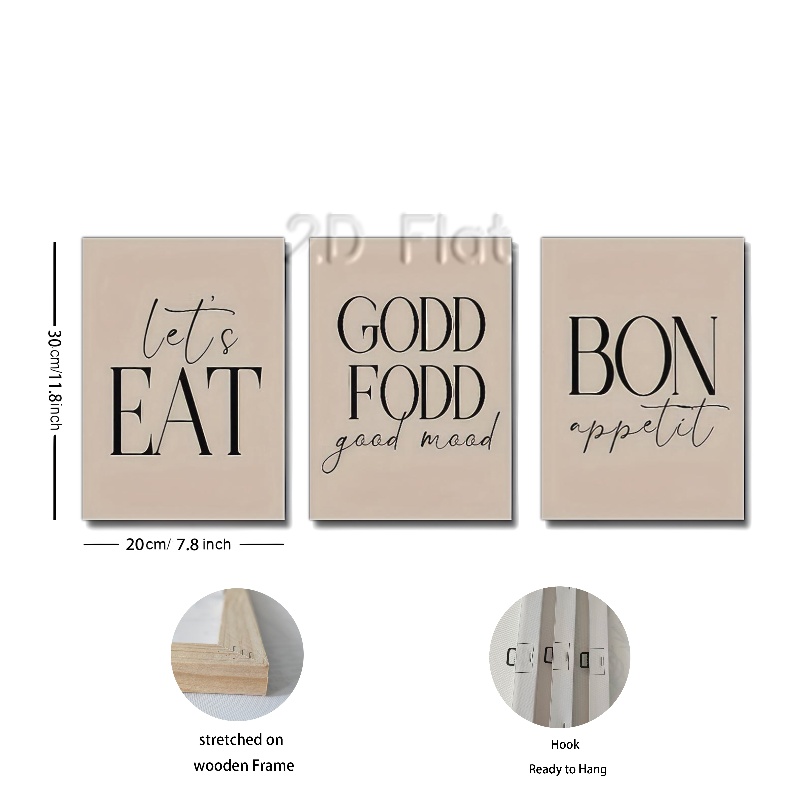 2.D Flat
let's
EAT
GODD
FODD
good mood
BON
appetit
30cm/11.8inch
20cm/ 7.8 inch
stretched on
wooden Frame
Hook
Ready to Hang